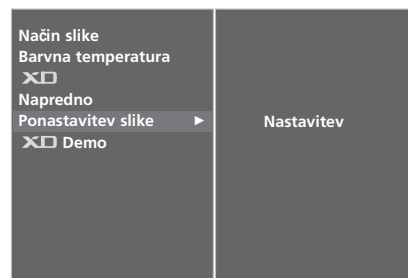 Način slike
Barvna temperatura
XD
Napredno
Ponastavitev slike ►
XD Demo
Nastavitev